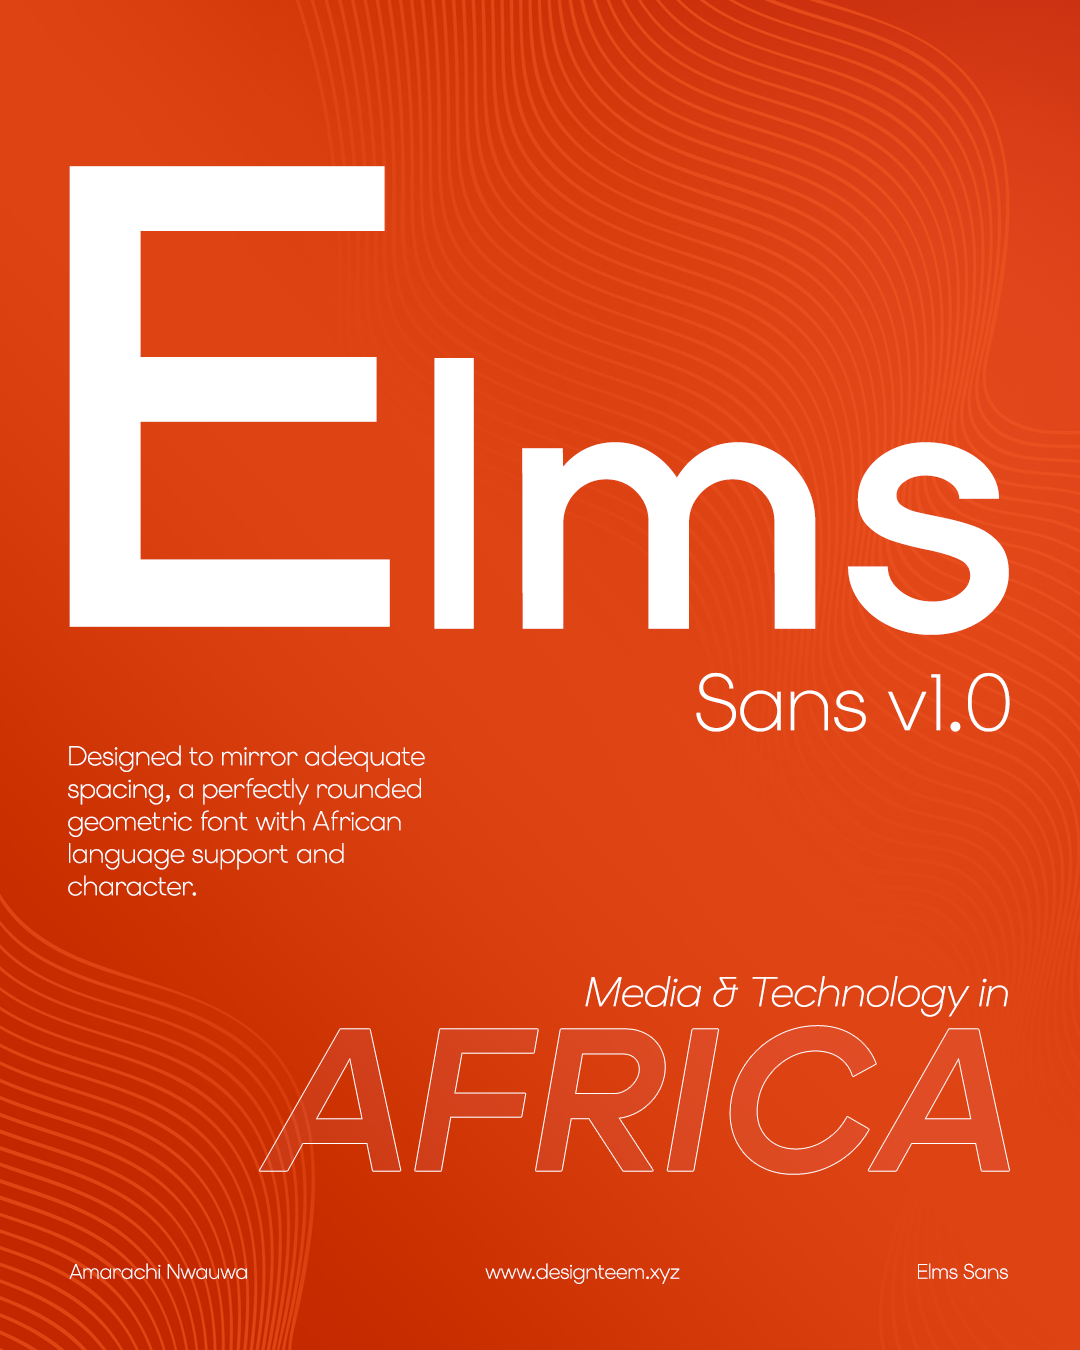 Elms
Sans v1.0
Designed to mirror adequate
spacing, a perfectly rounded
geometric font with African
language support and
character.
Media & Technology in
AFRICA
Amarachi Nwauwa
www.designteem.xyz
Elms Sans